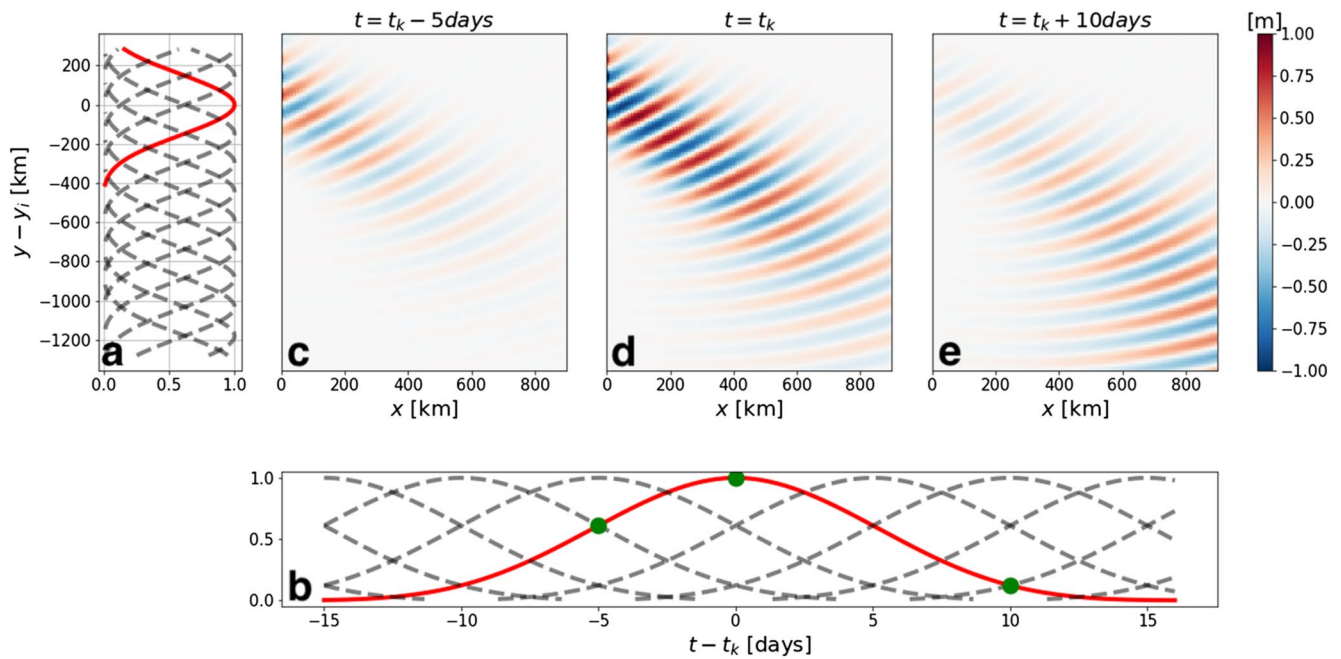 t = t_k − 5days
t = t_k
t = t_k + 10days
[m]
y − y_i [km]
200
0
−200
−400
−600
−800
−1000
−1200
a
0.0 0.5 1.0
c
0 200 400 600 800
x [km]
d
0 200 400 600 800
x [km]
e
0 200 400 600 800
x [km]
1.00
0.75
0.50
0.25
0.00
−0.25
−0.50
−0.75
−1.00
1.0
0.5
0.0
b
−15 −10 −5 0 5 10 15
t − t_k [days]